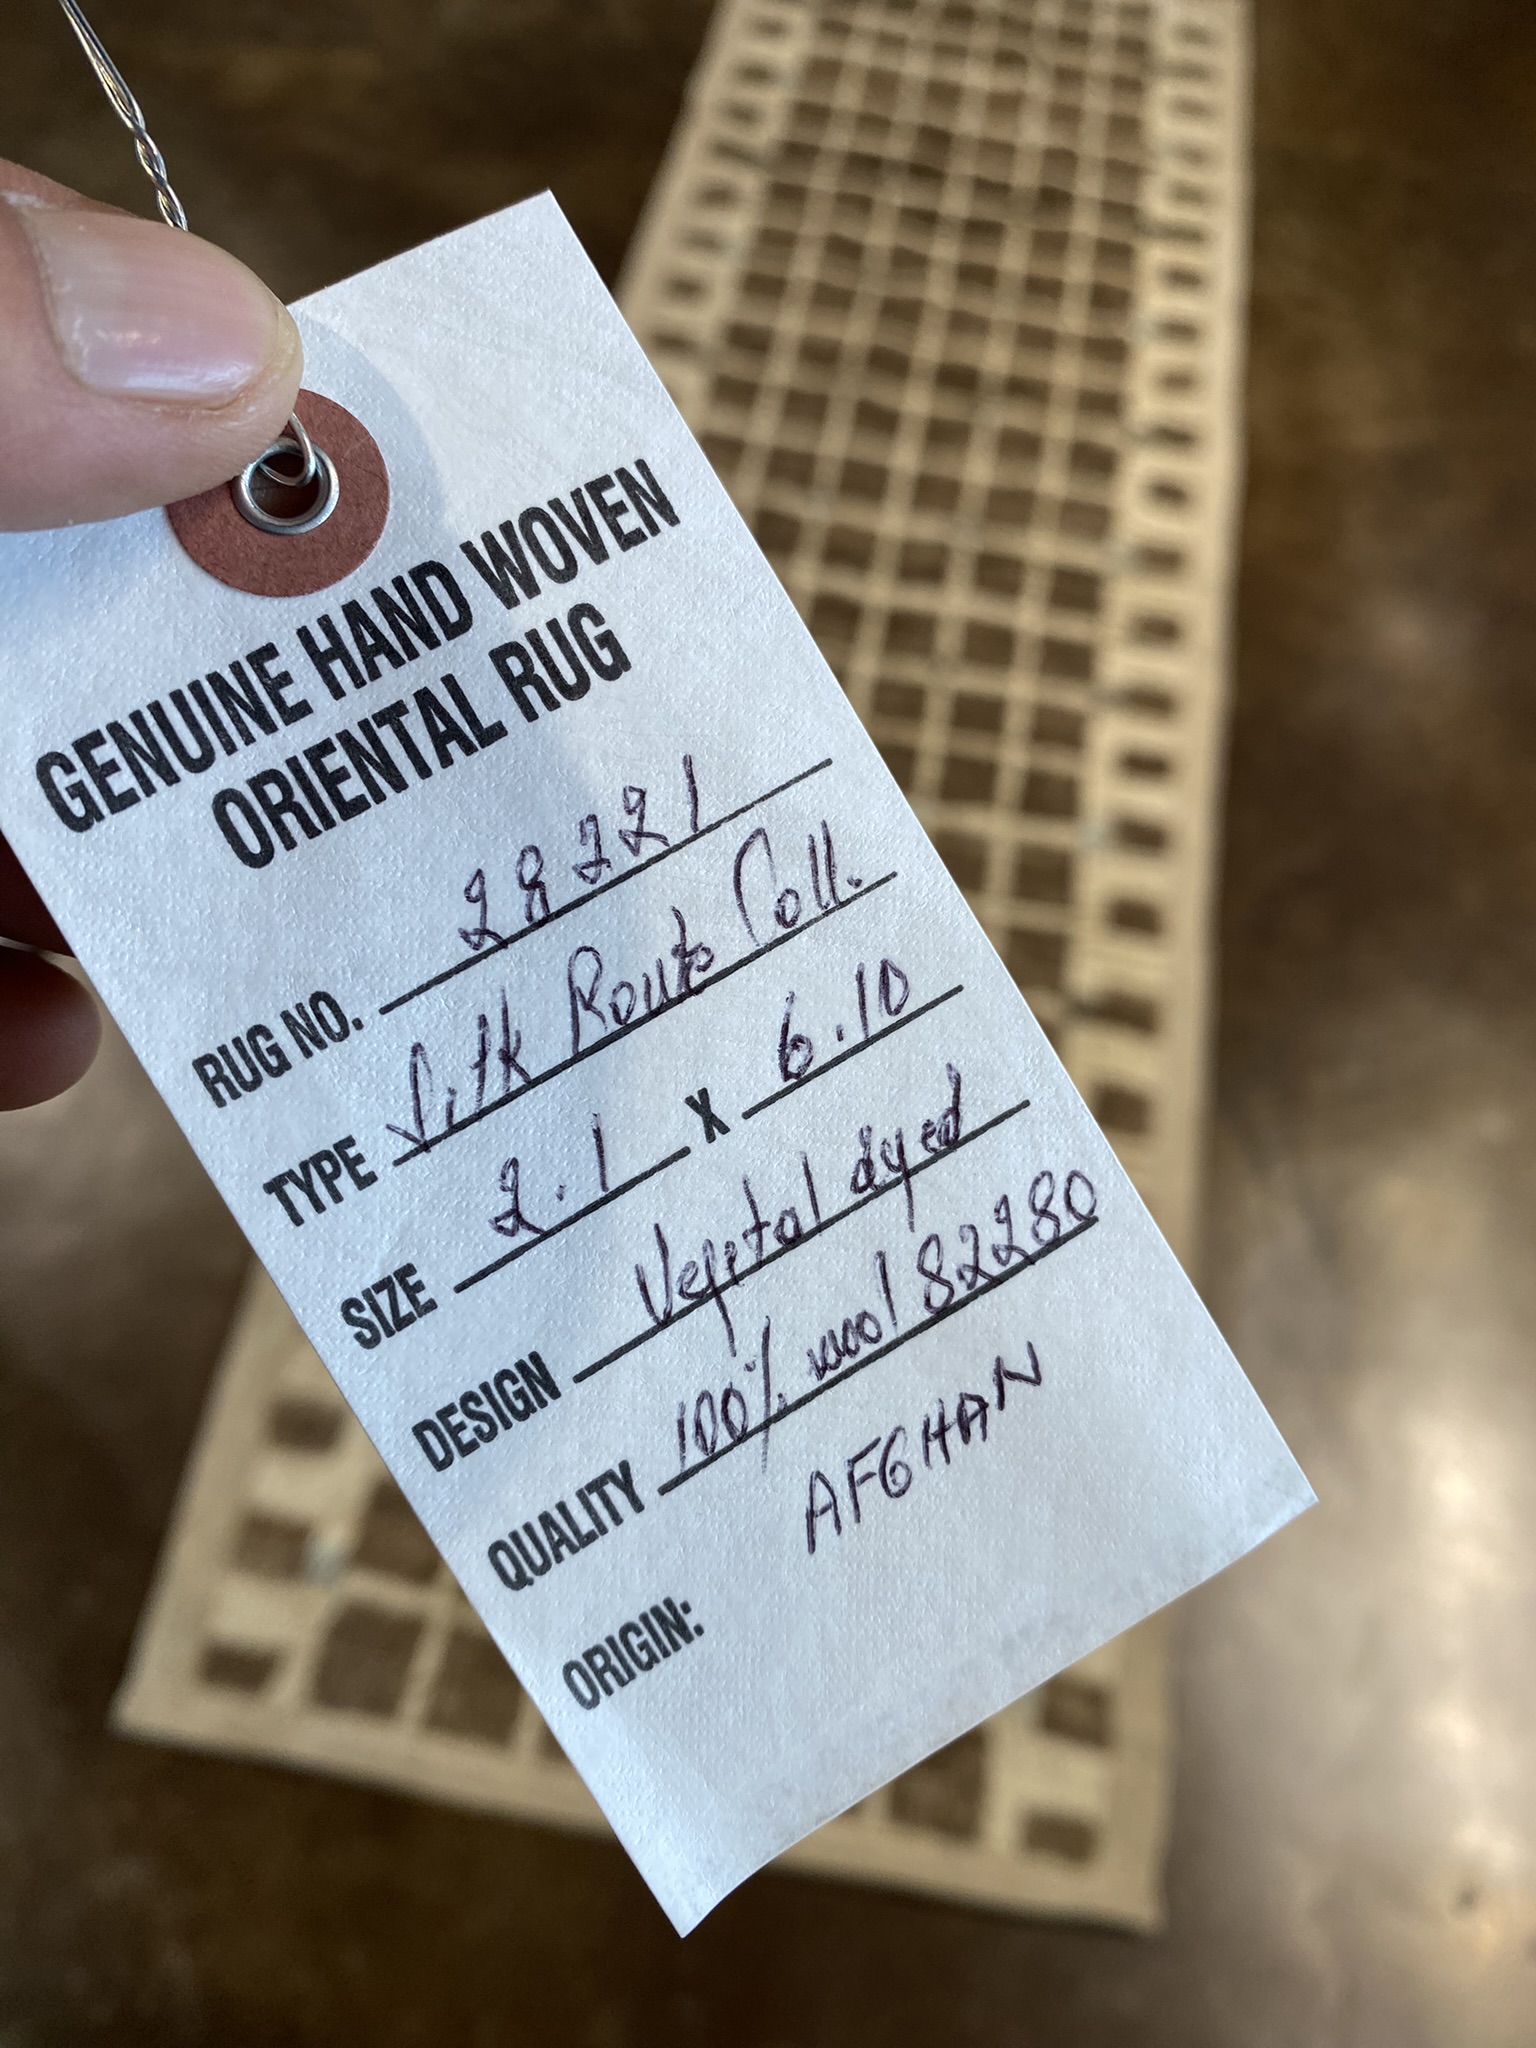 GENUINE HAND WOVEN
ORIENTAL RUG
RUG NO. 28221
TYPE Silk Route Coll.
SIZE 2.1 X 6.10
DESIGN Vegetal dyed
QUALITY 100% wool 82280
ORIGIN: AFGHAN